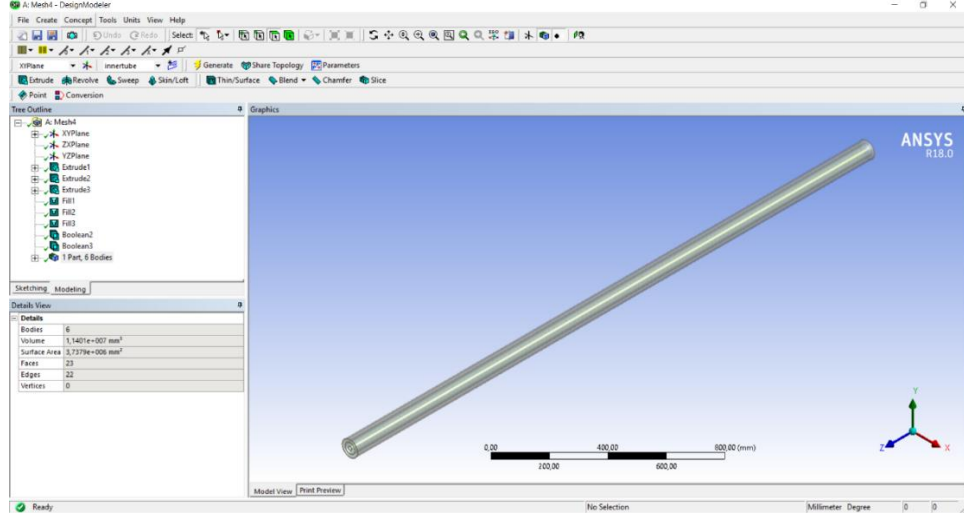 A: Mesh4 - DesignModeler
File Create Concept Tools Units View Help
Undo Redo Select:
XYPlane innertube Generate Share Topology Parameters
Extrude Revolve Sweep Skin/Loft Thin/Surface Blend Chamfer Slice
Point Conversion
Tree Outline
A: Mesh4
XYPlane
ZXPlane
YZPlane
Extrude1
Extrude2
Extrude3
Fill1
Fill2
Fill3
Boolean2
Boolean3
1 Part, 6 Bodies
Sketching Modeling
Details View
Details
Bodies 6
Volume 1,1401e+007 mm³
Surface Area 3,7379e+006 mm²
Faces 23
Edges 22
Vertices 0
Graphics
ANSYS
R18.0
0,00 400,00 800,00 (mm)
200,00 600,00
Y
Z X
Model View Print Preview
Ready No Selection Millimeter Degree 0 0